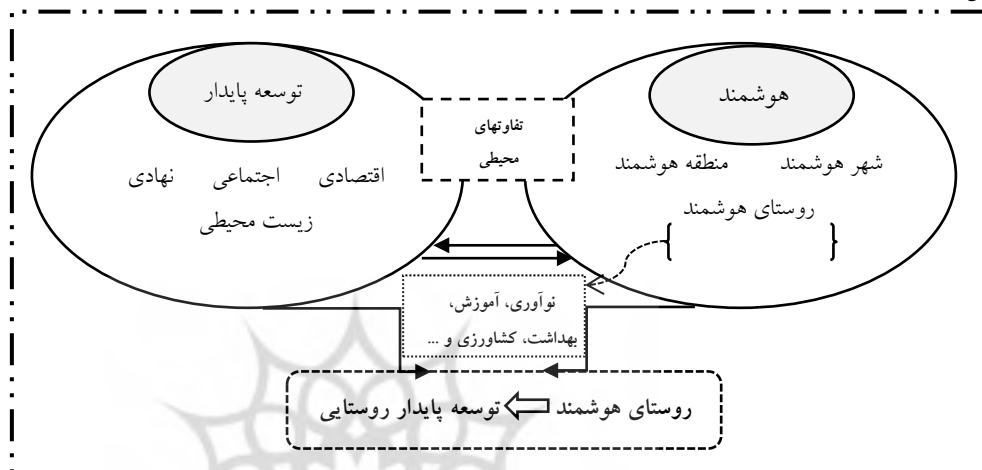 هوشمند
شهر هوشمند منطقه هوشمند
روستای هوشمند
تفاوتهای
محیطی
توسعه پایدار
اقتصادی اجتماعی نهادی
زیست محیطی
نوآوری، آموزش،
بهداشت، کشاورزی و ...
روستای هوشمند توسعه پایدار روستایی